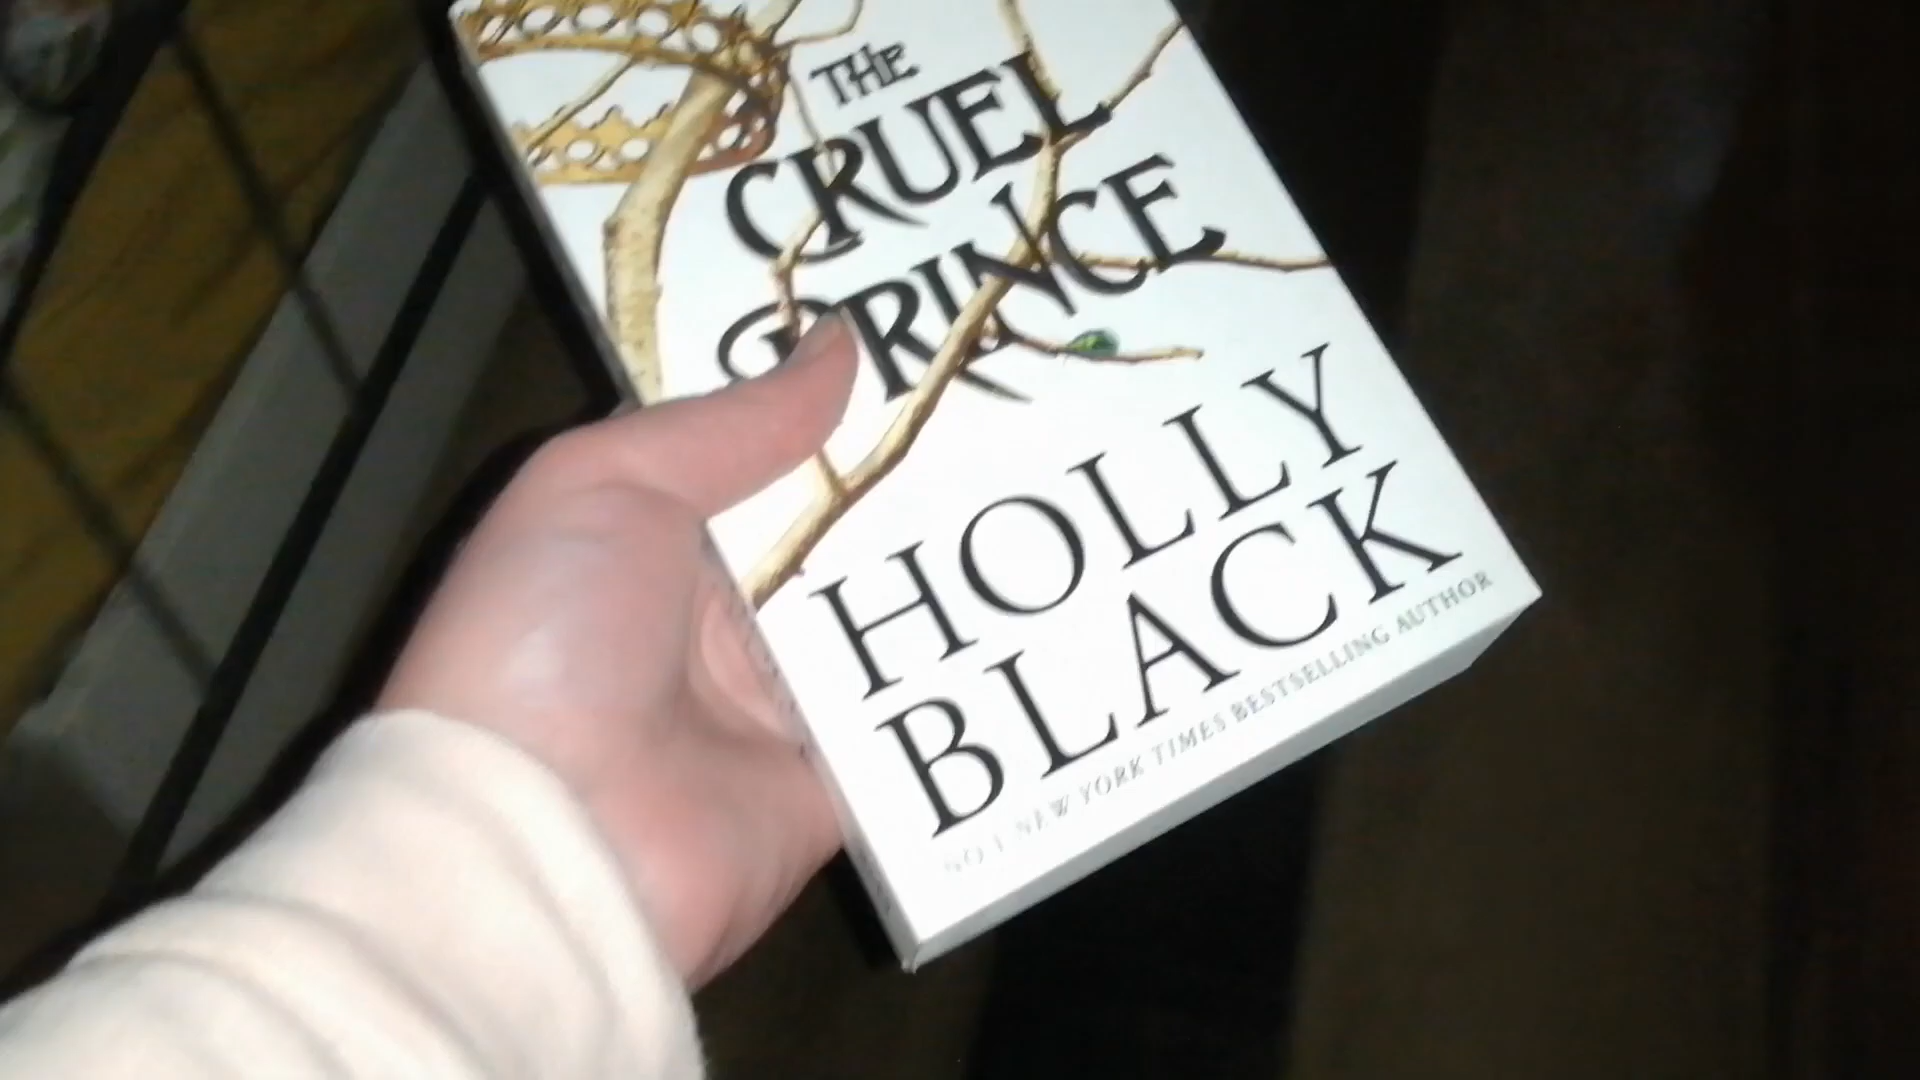 THE
CRUEL
PRINCE
HOLLY
BLACK
NO 1 NEW YORK TIMES BESTSELLING AUTHOR